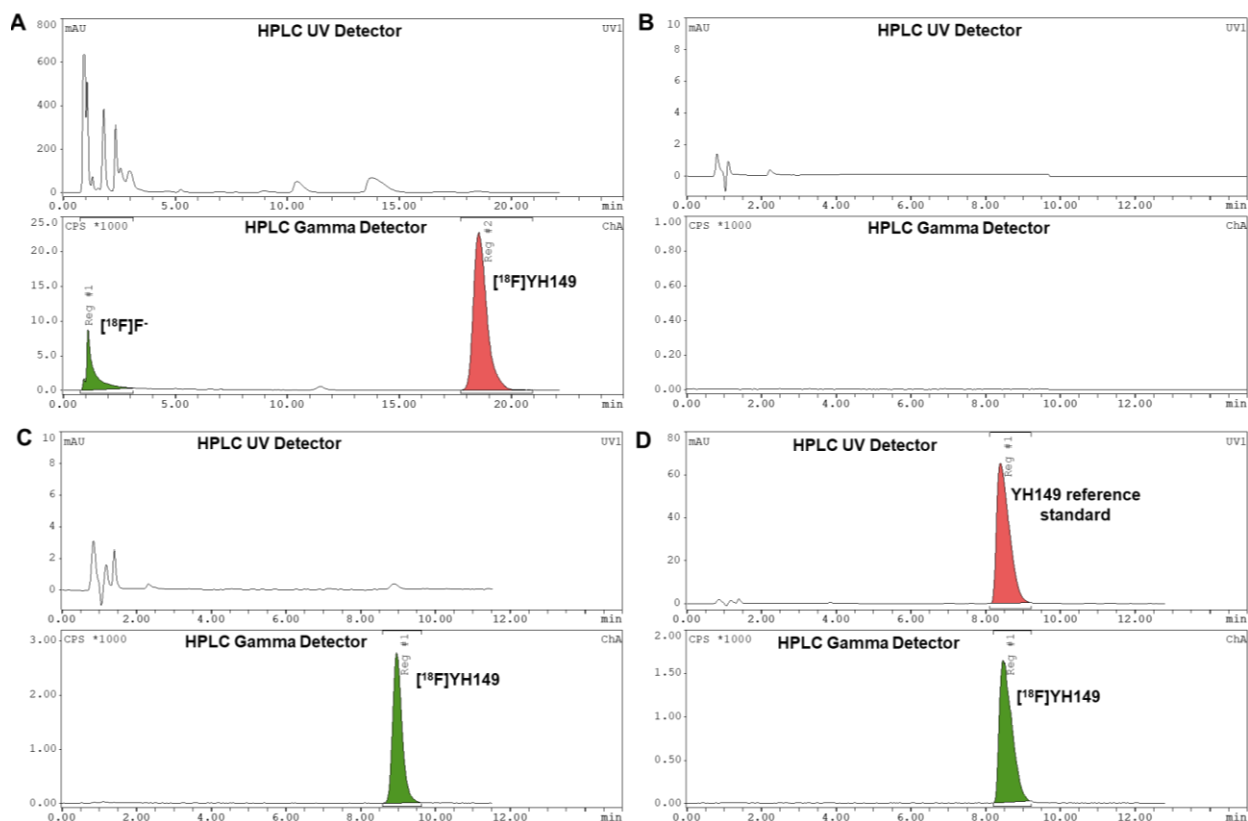 A
mAU
HPLC UV Detector
UV1
800
600
400
200
0
0.00 5.00 10.00 15.00 20.00 min
CPS *1000
HPLC Gamma Detector
ChA
25.0
20.0
15.0
10.0
5.0
0.0
Reg #1
[¹⁸F]F⁻
Reg #2
[¹⁸F]YH149
0.00 5.00 10.00 15.00 20.00 min
B
mAU
HPLC UV Detector
UV1
10
8
6
4
2
0
0.00 2.00 4.00 6.00 8.00 10.00 12.00 min
CPS *1000
HPLC Gamma Detector
ChA
1.00
0.80
0.60
0.40
0.20
0.00
0.00 2.00 4.00 6.00 8.00 10.00 12.00 min
C
mAU
HPLC UV Detector
UV1
10
8
6
4
2
0
0.00 2.00 4.00 6.00 8.00 10.00 12.00 min
CPS *1000
HPLC Gamma Detector
ChA
3.00
2.00
1.00
0.00
Reg #1
[¹⁸F]YH149
0.00 2.00 4.00 6.00 8.00 10.00 12.00 min
D
mAU
HPLC UV Detector
UV1
80
60
40
20
0
Reg #1
YH149 reference
standard
0.00 2.00 4.00 6.00 8.00 10.00 12.00 min
CPS *1000
HPLC Gamma Detector
ChA
2.00
1.50
1.00
0.50
0.00
Reg #1
[¹⁸F]YH149
0.00 2.00 4.00 6.00 8.00 10.00 12.00 min